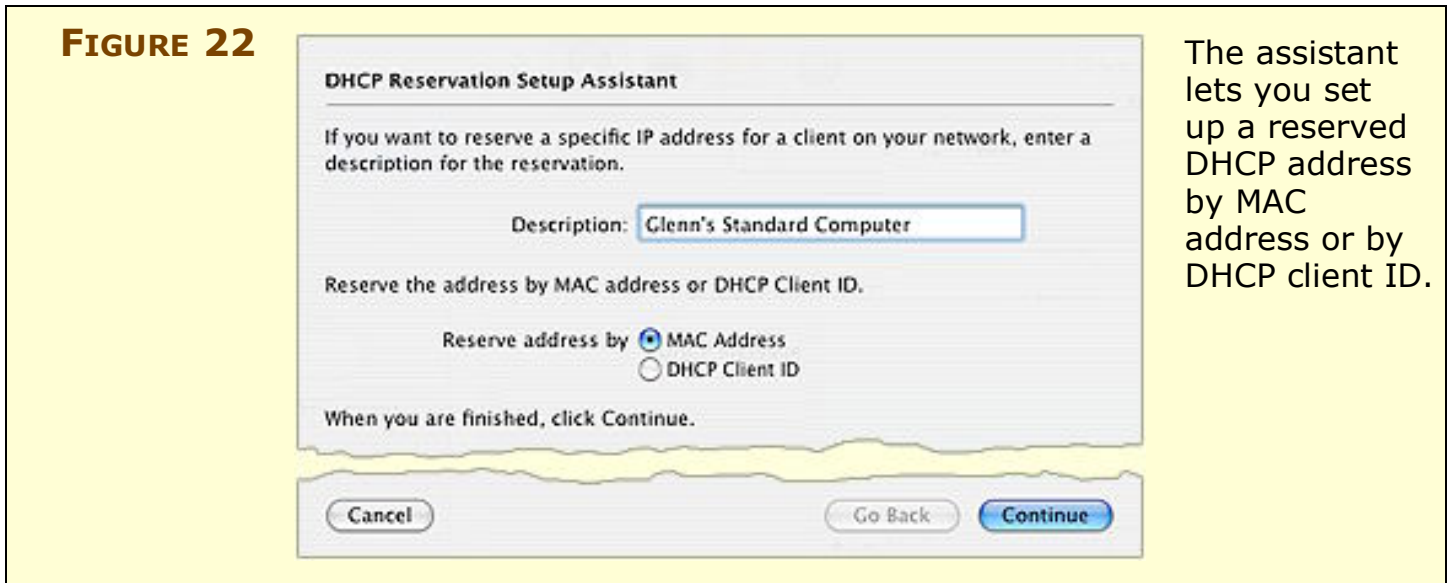 FIGURE 22
DHCP Reservation Setup Assistant
If you want to reserve a specific IP address for a client on your network, enter a
description for the reservation.
Description: Glenn's Standard Computer
Reserve the address by MAC address or DHCP Client ID.
Reserve address by MAC Address
DHCP Client ID
When you are finished, click Continue.
Cancel Go Back Continue
The assistant
lets you set
up a reserved
DHCP address
by MAC
address or by
DHCP client ID.